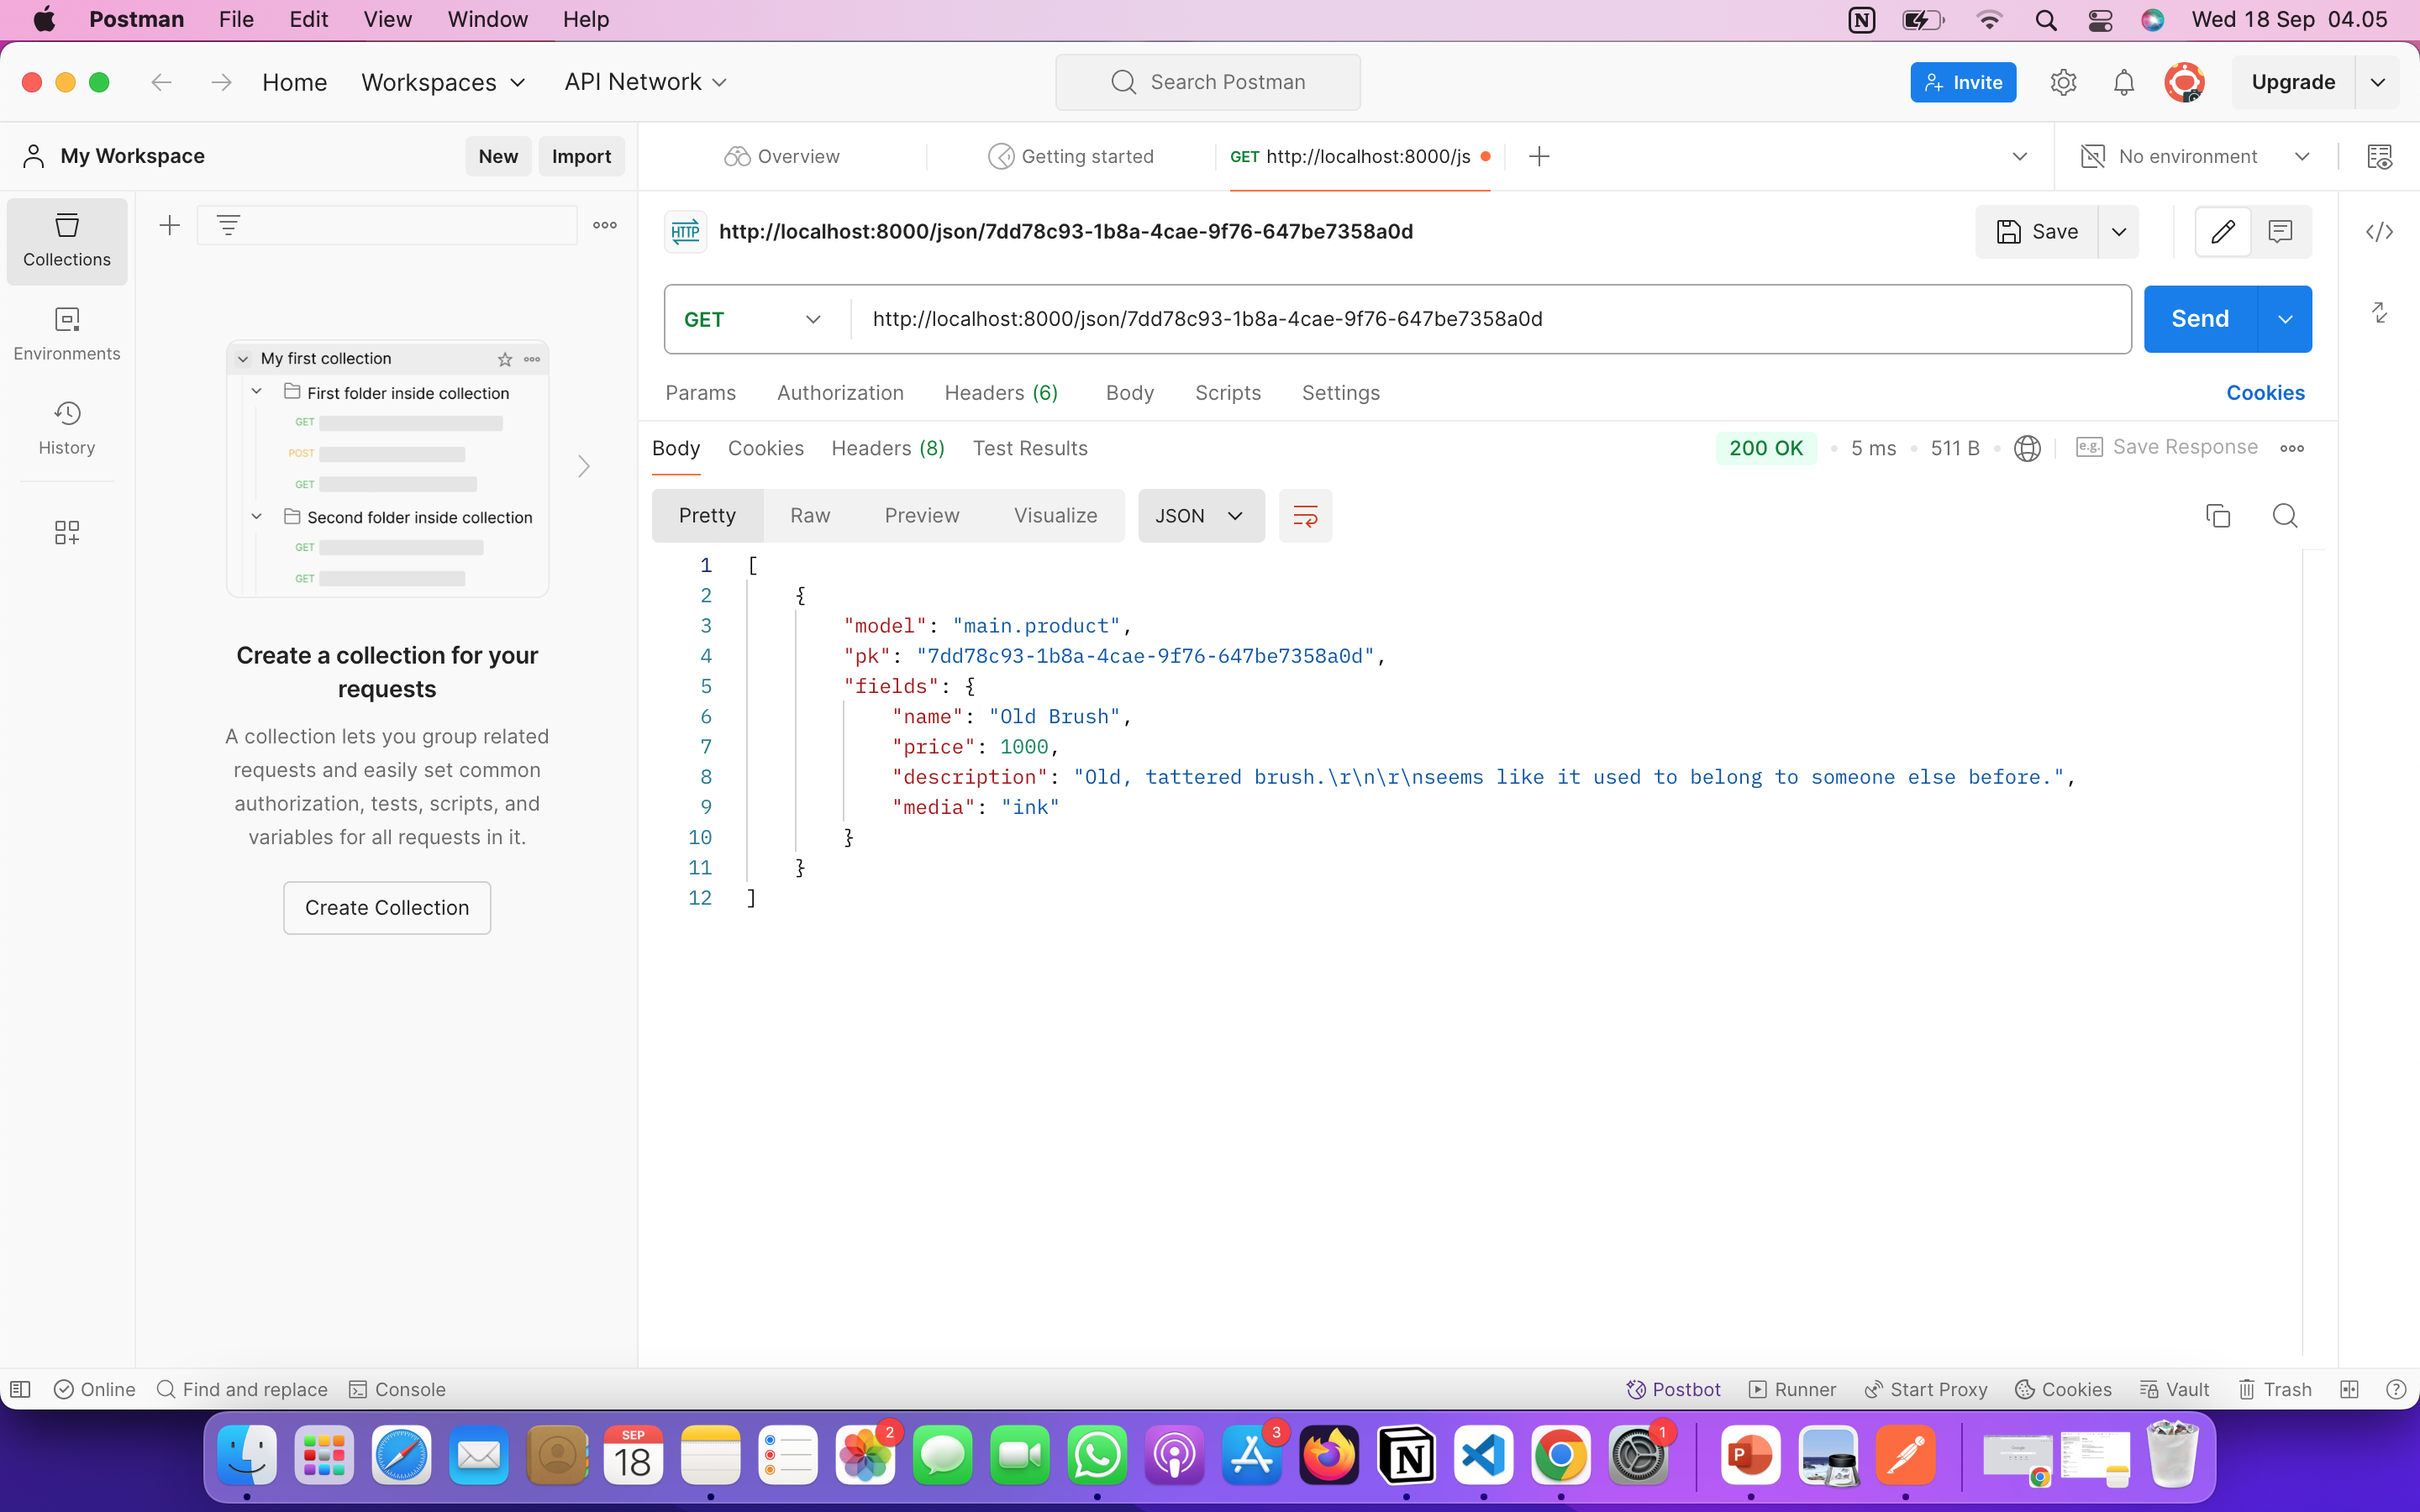 Postman File Edit View Window Help
Wed 18 Sep 04.05
Home Workspaces API Network
Search Postman
Invite
Upgrade
My Workspace
New Import
Overview
Getting started
GET http://localhost:8000/js
No environment
Collections
Environments
History
My first collection
First folder inside collection
GET
POST
GET
Second folder inside collection
GET
GET
Create a collection for your
requests
A collection lets you group related
requests and easily set common
authorization, tests, scripts, and
variables for all requests in it.
Create Collection
HTTP http://localhost:8000/json/7dd78c93-1b8a-4cae-9f76-647be7358a0d
Save
GET http://localhost:8000/json/7dd78c93-1b8a-4cae-9f76-647be7358a0d
Send
Params Authorization Headers (6) Body Scripts Settings
Cookies
Body Cookies Headers (8) Test Results
200 OK 5 ms 511 B
e.g. Save Response
Pretty Raw Preview Visualize JSON
1 [
2 {
3 "model": "main.product",
4 "pk": "7dd78c93-1b8a-4cae-9f76-647be7358a0d",
5 "fields": {
6 "name": "Old Brush",
7 "price": 1000,
8 "description": "Old, tattered brush.\r\n\r\nseems like it used to belong to someone else before.",
9 "media": "ink"
10 }
11 }
12 ]
Online Find and replace Console
Postbot Runner Start Proxy Cookies Vault Trash
SEP
18
2
3
1